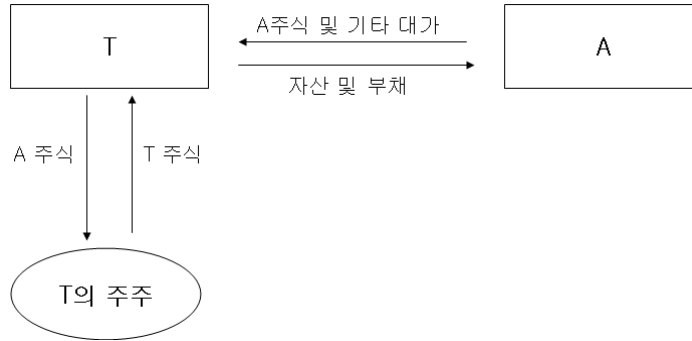 A주식 및 기타 대가
T
A
자산 및 부채
A 주식
T 주식
T의 주주